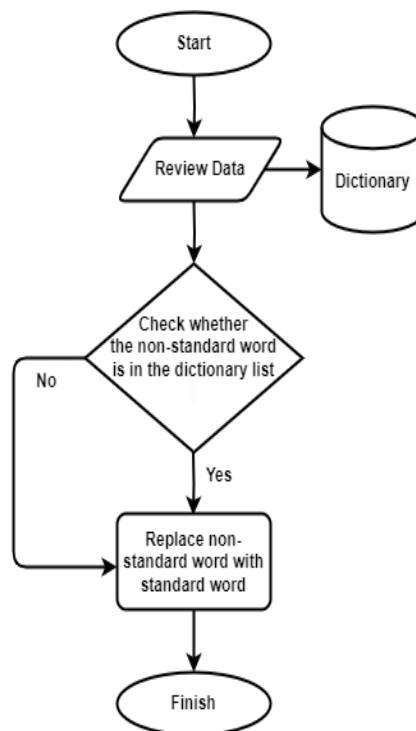 Start
Review Data
Dictionary
Check whether
the non-standard word
is in the dictionary list
No
Yes
Replace non-
standard word with
standard word
Finish